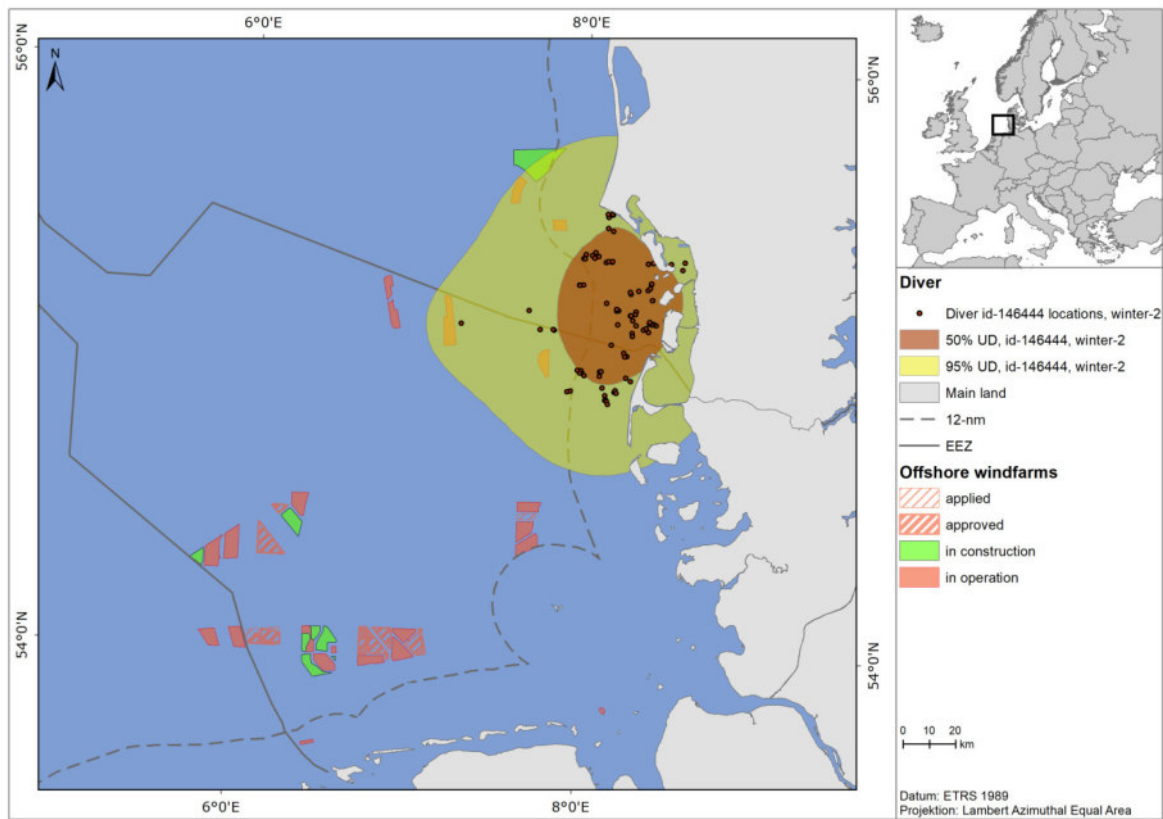 6°0'E 8°0'E
56°0'N
56°0'N
N
54°0'N
54°0'N
6°0'E 8°0'E
Diver
Diver id-146444 locations, winter-2
50% UD, id-146444, winter-2
95% UD, id-146444, winter-2
Main land
12-nm
EEZ
Offshore windfarms
applied
approved
in construction
in operation
0 10 20
km
Datum: ETRS 1989
Projektion: Lambert Azimuthal Equal Area